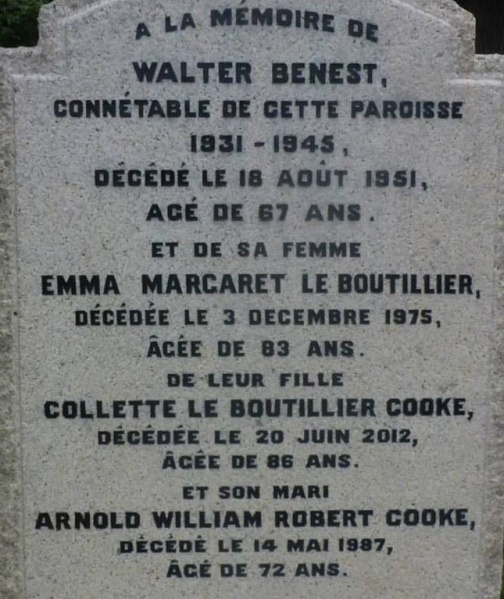 A LA MÉMOIRE DE
WALTER BENEST,
CONNÉTABLE DE CETTE PAROISSE
1931 - 1945,
DÉCÉDÉ LE 18 AOÛT 1951,
AGÉ DE 67 ANS.
ET DE SA FEMME
EMMA MARGARET LE BOUTILLIER,
DÉCÉDÉE LE 3 DECEMBRE 1975,
ÂGÉE DE 83 ANS.
DE LEUR FILLE
COLLETTE LE BOUTILLIER COOKE,
DÉCÉDÉE LE 20 JUIN 2012,
ÂGÉE DE 86 ANS.
ET SON MARI
ARNOLD WILLIAM ROBERT COOKE,
DÉCÉDÉ LE 14 MAI 1987,
ÂGÉ DE 72 ANS.